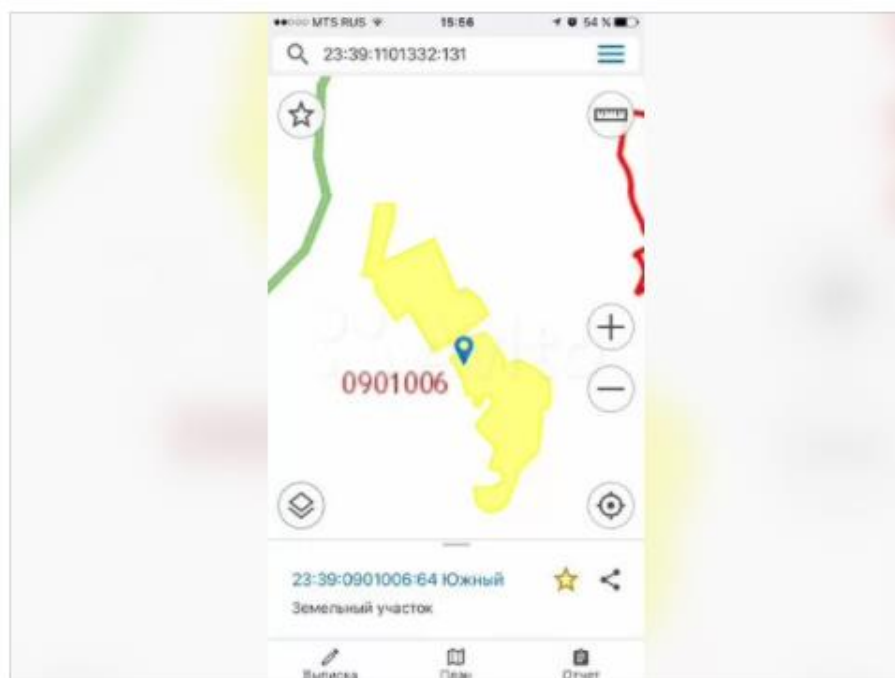 MTS RUS 15:56 54 %
23:39:1101332:131
0901006
23:39:0901006:64 Южный
Земельный участок
Выписка План Отчет